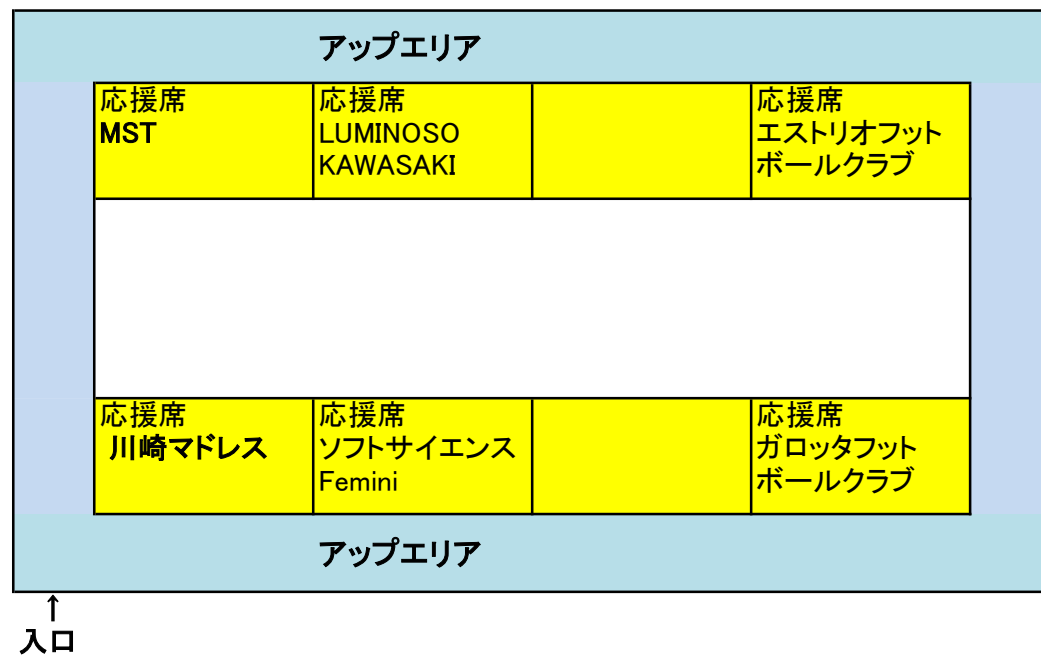 アップエリア
応援席
MST
応援席
LUMINOSO
KAWASAKI
応援席
エストリオフット
ボールクラブ
応援席
川崎マドレス
応援席
ソフトサイエンス
Femini
応援席
ガロッタフット
ボールクラブ
アップエリア
↑
入口